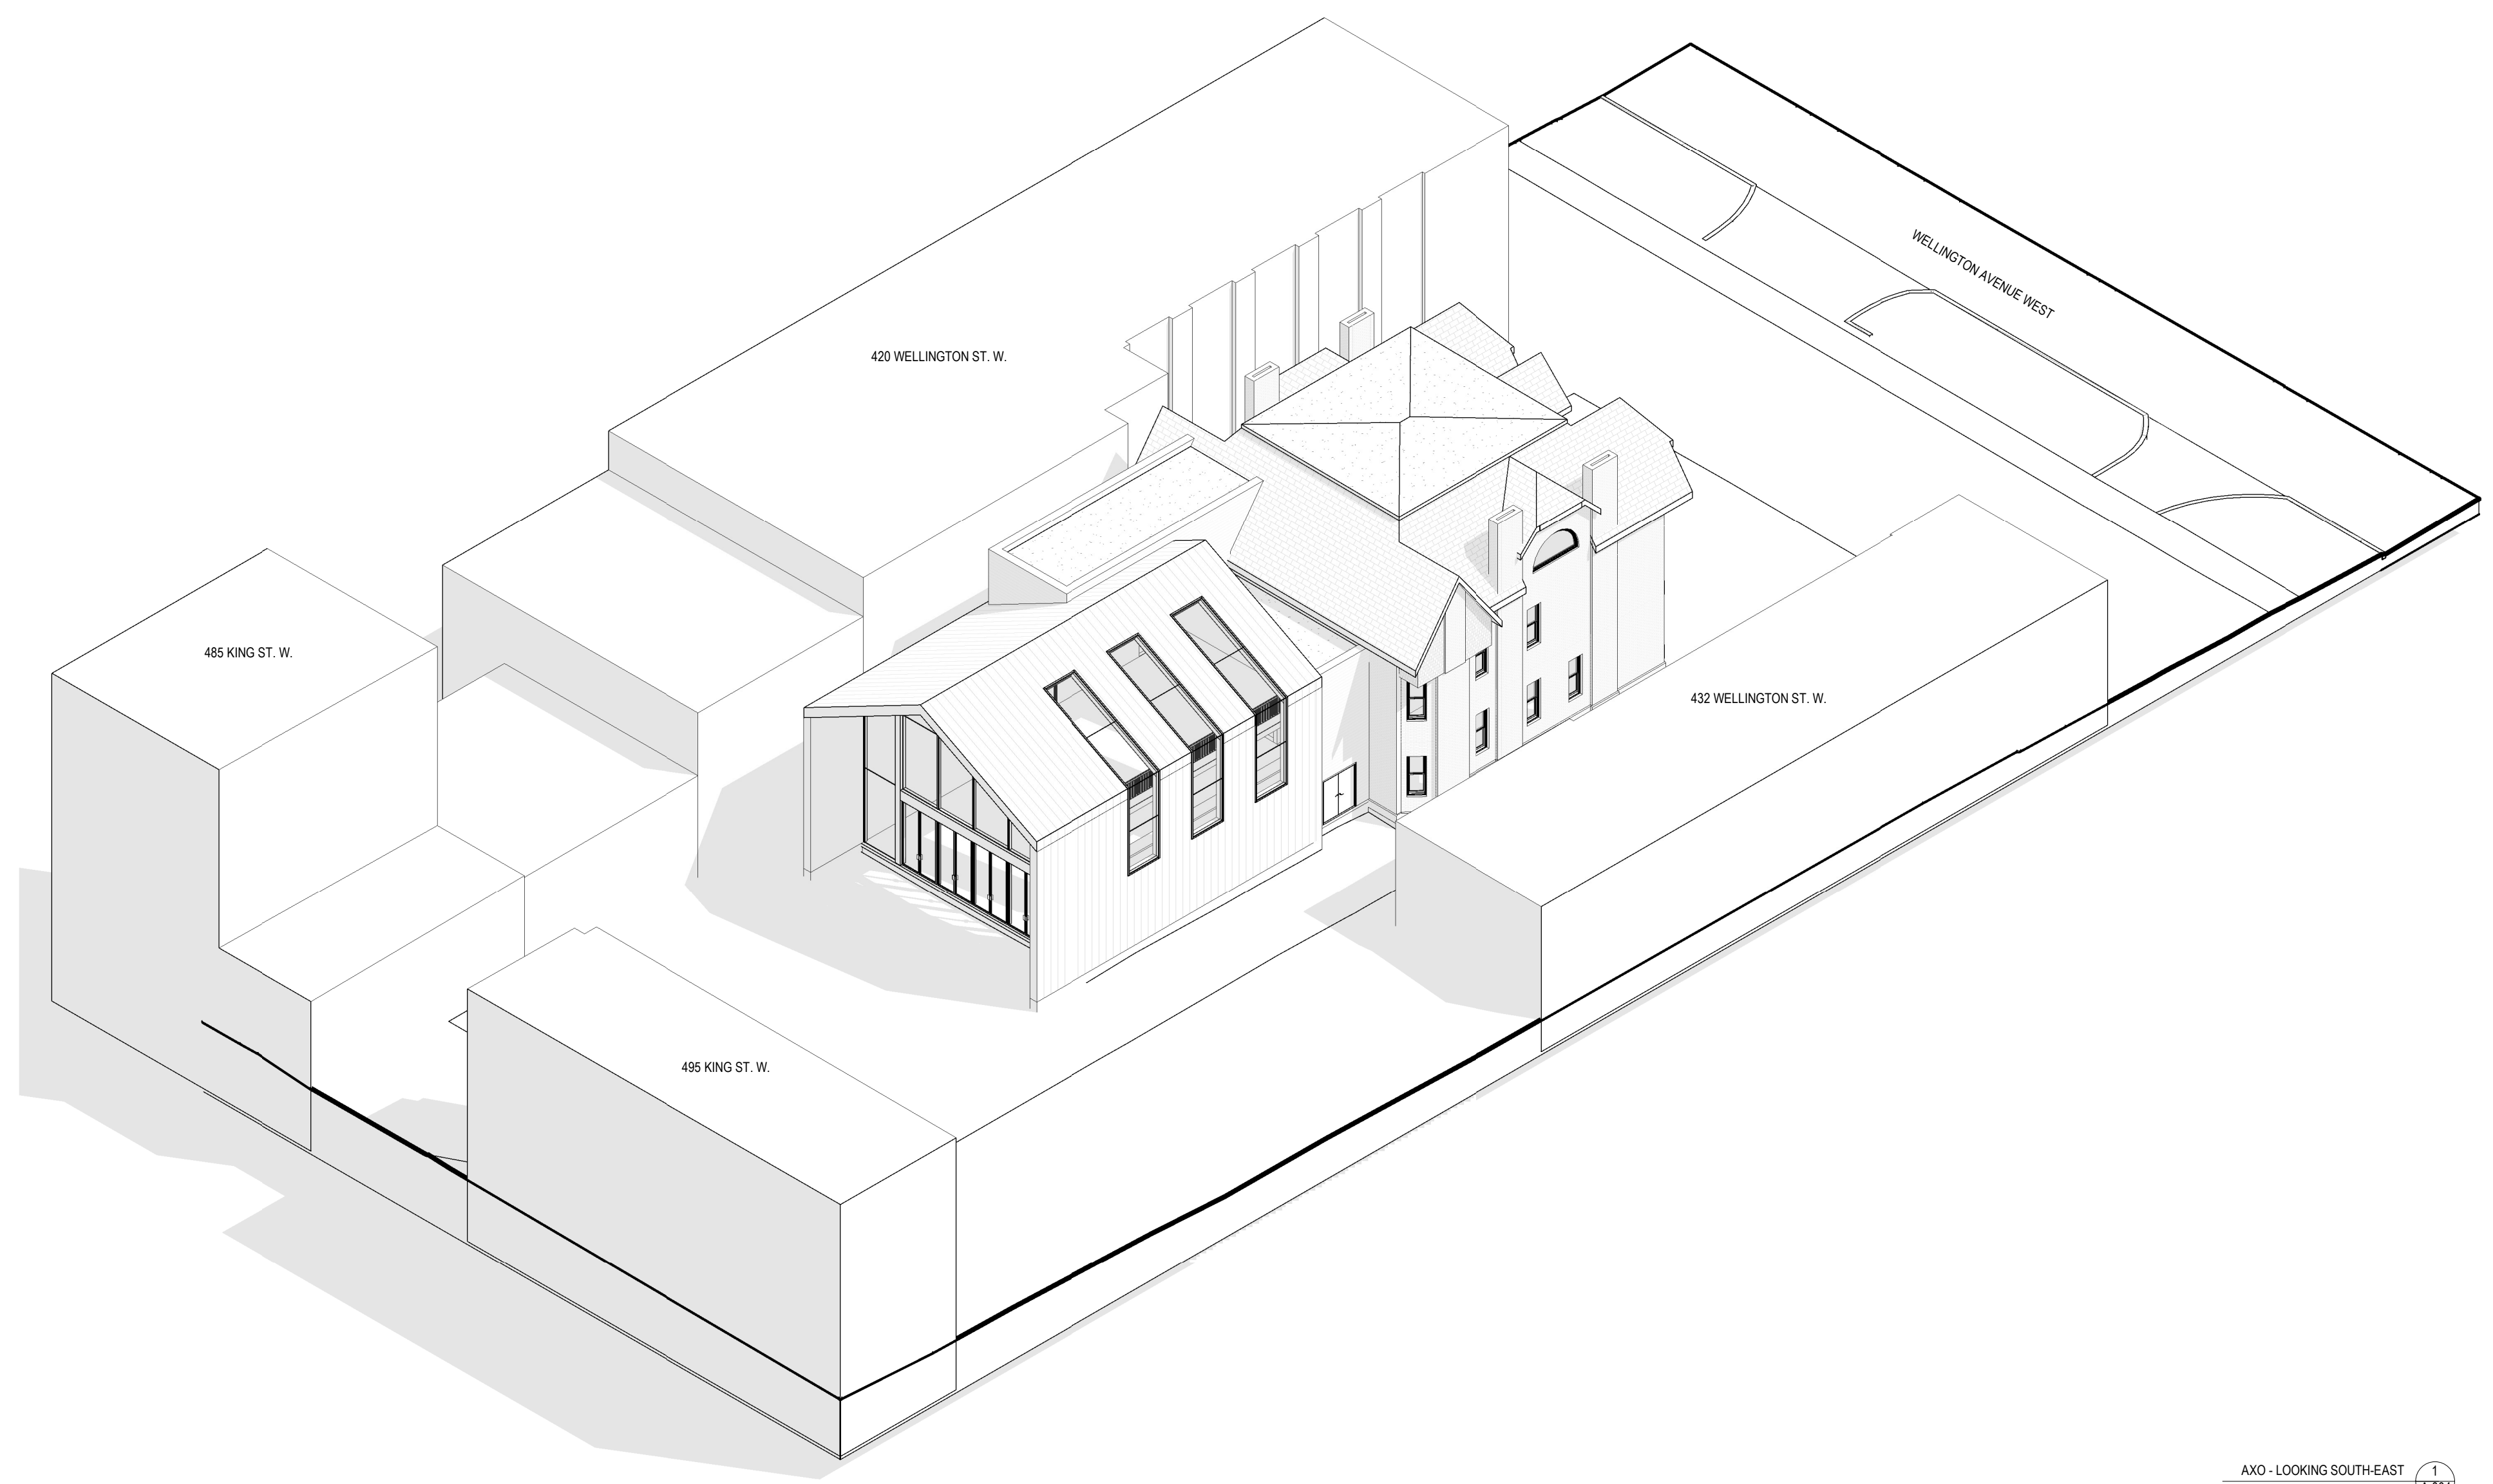 WELLINGTON AVENUE WEST
420 WELLINGTON ST. W.
485 KING ST. W.
432 WELLINGTON ST. W.
495 KING ST. W.
AXO - LOOKING SOUTH-EAST
1